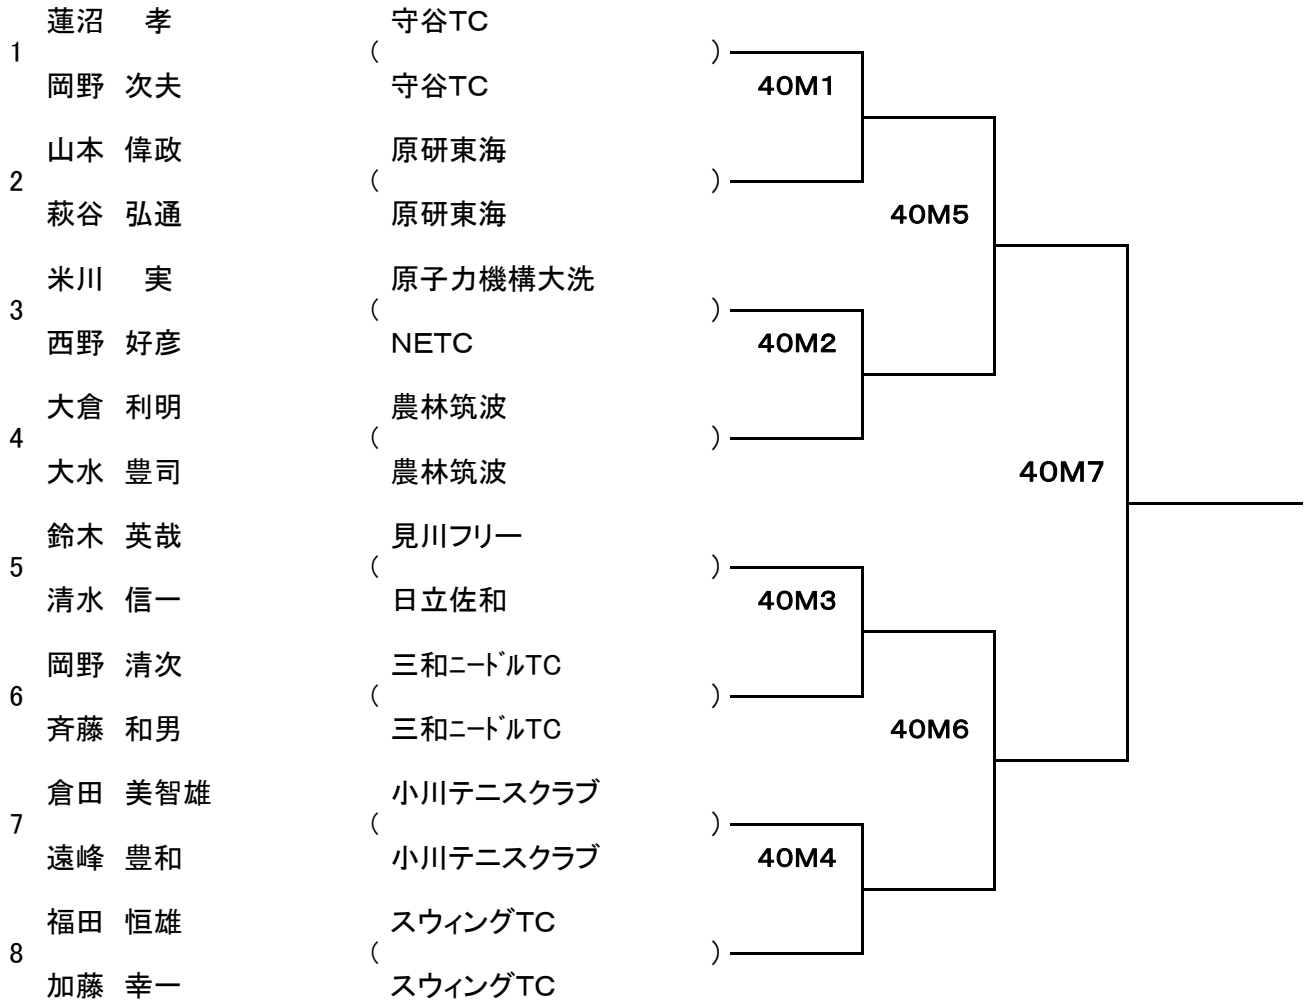 蓮沼 孝 守谷TC
1 ( )
岡野 次夫 守谷TC 40M1
山本 偉政 原研東海
2 ( )
萩谷 弘通 原研東海 40M5
米川 実 原子力機構大洗
3 ( )
西野 好彦 NETC 40M2
大倉 利明 農林筑波
4 ( )
大水 豊司 農林筑波 40M7
鈴木 英哉 見川フリー
5 ( )
清水 信一 日立佐和 40M3
岡野 清次 三和ﾆｰﾄﾞﾙTC
6 ( )
斉藤 和男 三和ﾆｰﾄﾞﾙTC 40M6
倉田 美智雄 小川テニスクラブ
7 ( )
遠峰 豊和 小川テニスクラブ 40M4
福田 恒雄 スウィングTC
8 ( )
加藤 幸一 スウィングTC